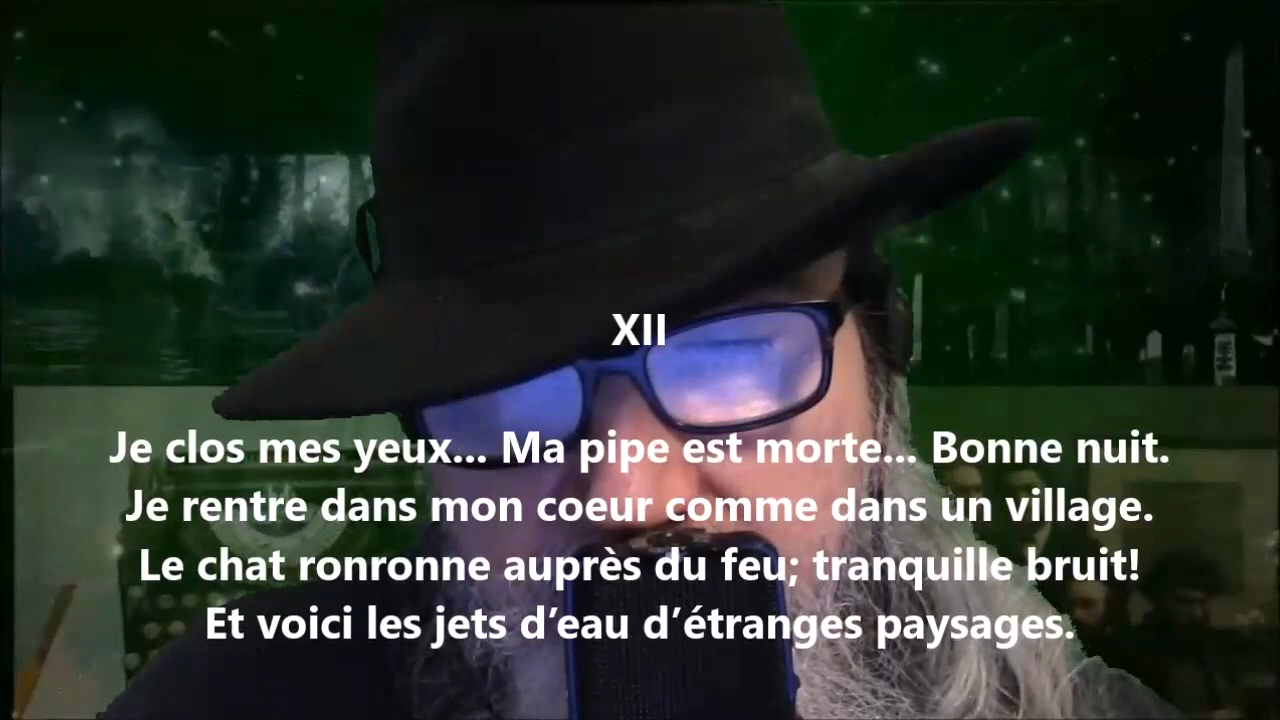 XII
Je clos mes yeux... Ma pipe est morte... Bonne nuit.
Je rentre dans mon coeur comme dans un village.
Le chat ronronne auprès du feu; tranquille bruit!
Et voici les jets d’eau d’étranges paysages.